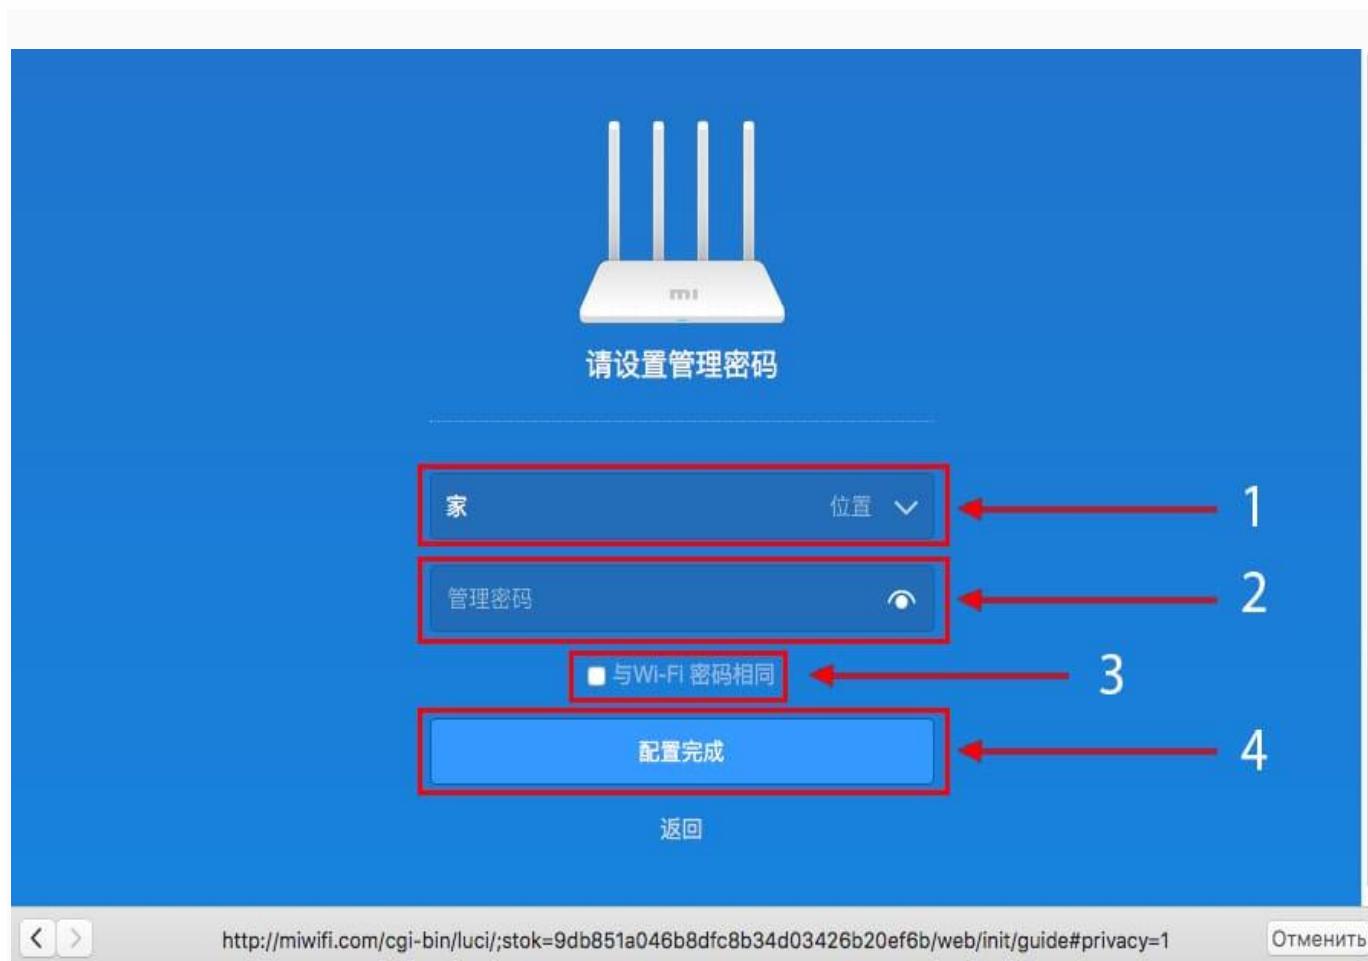 mi
请设置管理密码
家 位置 1
管理密码 2
与Wi-Fi 密码相同 3
配置完成 4
返回
http://miwifi.com/cgi-bin/luci/;stok=9db851a046b8dfc8b34d03426b20ef6b/web/init/guide#privacy=1 Отменить